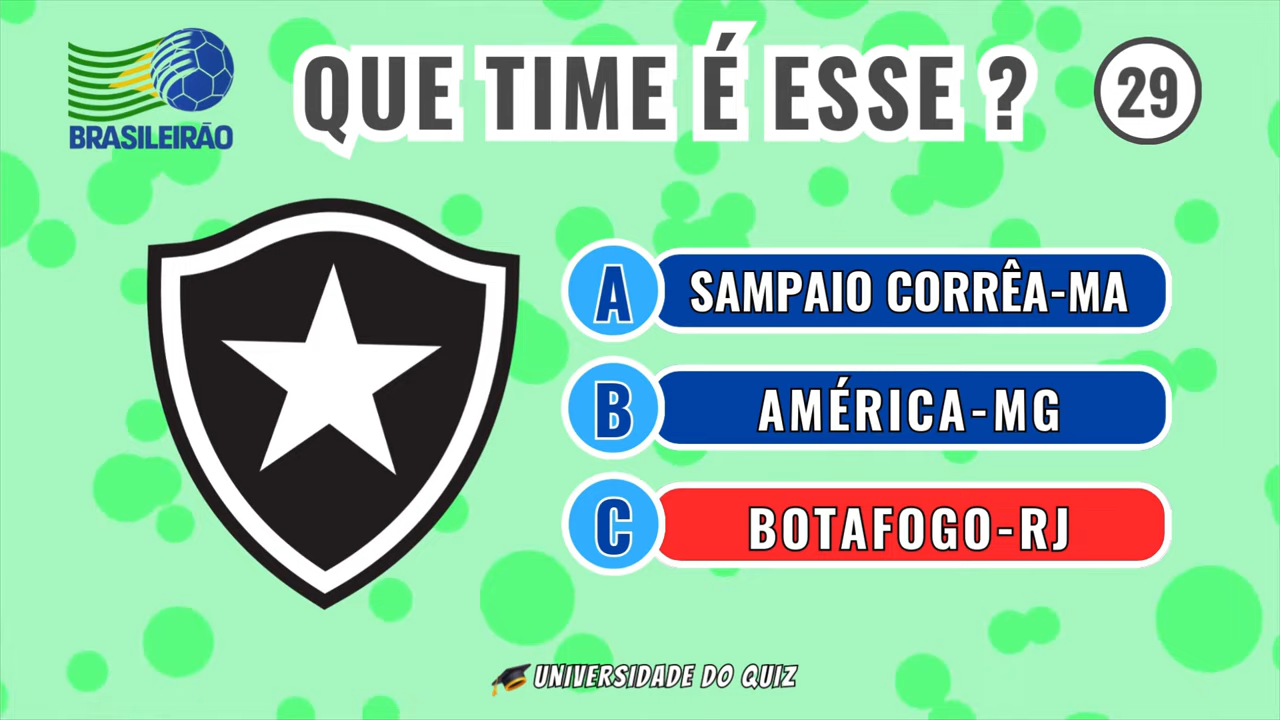 BRASILEIRÃO
QUE TIME É ESSE ?
29
A
SAMPAIO CORRÊA-MA
B
AMÉRICA-MG
C
BOTAFOGO-RJ
UNIVERSIDADE DO QUIZ